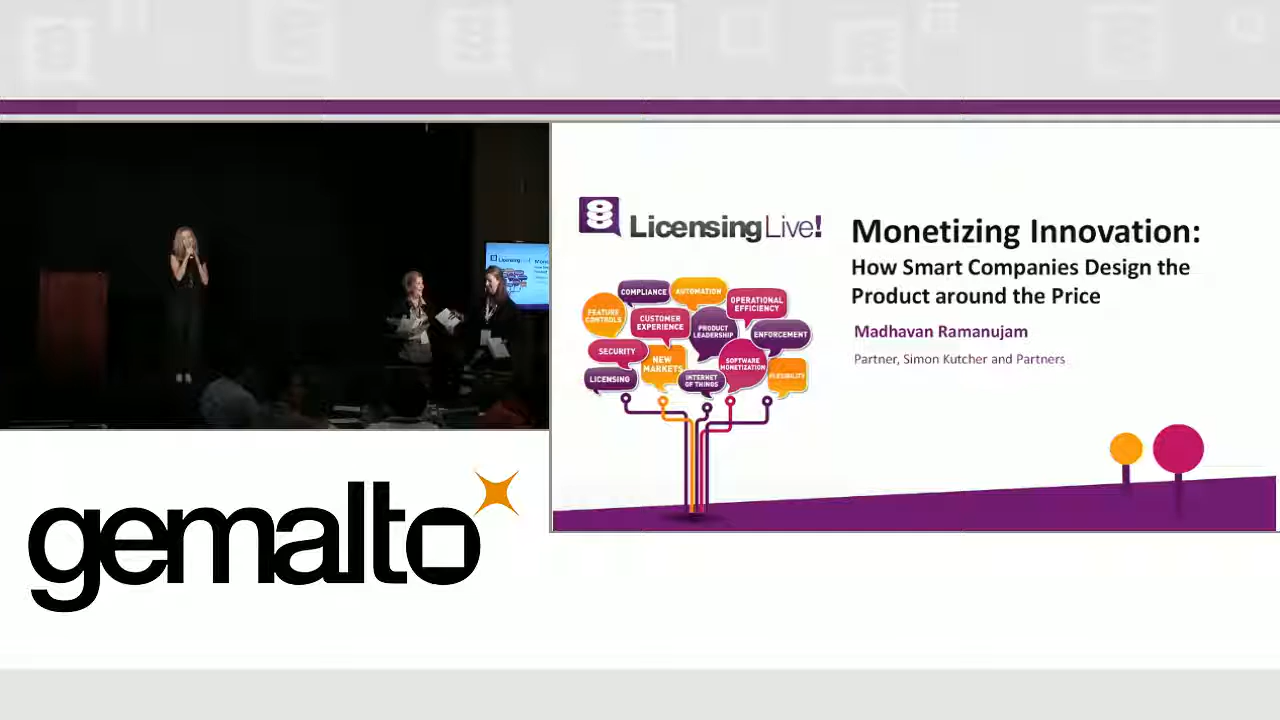 LicensingLive!
Monetizing Innovation:
How Smart Companies Design the
Product around the Price
Madhavan Ramanujam
Partner, Simon Kutcher and Partners
COMPLIANCE
AUTOMATION
FEATURE
CONTROLS
CUSTOMER
EXPERIENCE
PRODUCT
LEADERSHIP
OPERATIONAL
EFFICIENCY
ENFORCEMENT
SECURITY
NEW
MARKETS
SOFTWARE
MONETIZATION
LICENSING
INTERNET
OF THINGS
FLEXIBILITY
gemalto